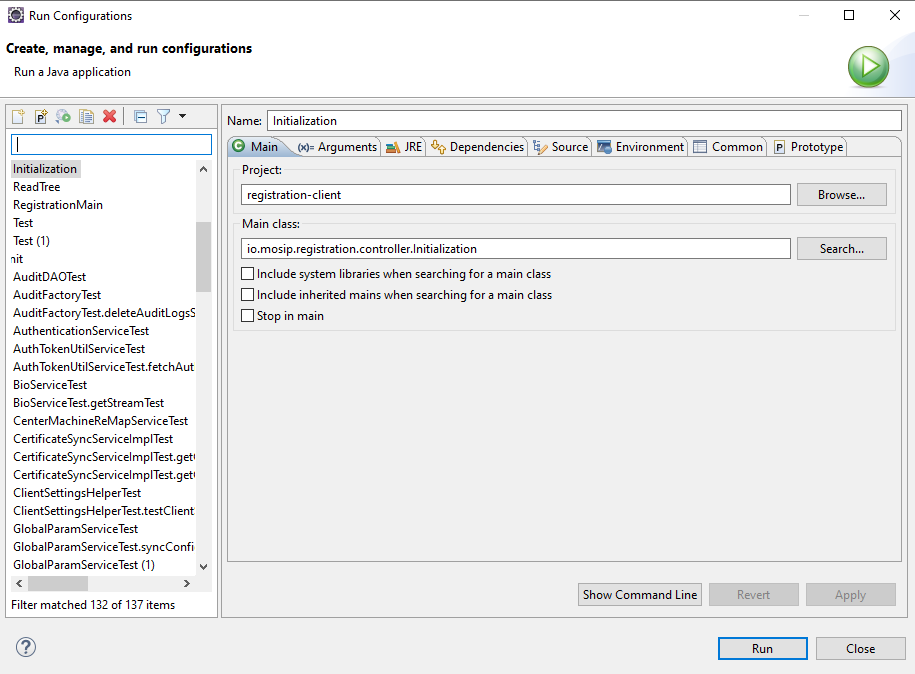 Run Configurations
Create, manage, and run configurations
Run a Java application
Name: Initialization
Main (x)= Arguments JRE Dependencies Source Environment Common Prototype
Project:
registration-client Browse...
Main class:
io.mosip.registration.controller.Initialization Search...
Include system libraries when searching for a main class
Include inherited mains when searching for a main class
Stop in main
Initialization
ReadTree
RegistrationMain
Test
Test (1)
nit
AuditDAOTest
AuditFactoryTest
AuditFactoryTest.deleteAuditLogsS
AuthenticationServiceTest
AuthTokenUtilServiceTest
AuthTokenUtilServiceTest.fetchAut
BioServiceTest
BioServiceTest.getStreamTest
CenterMachineReMapServiceTest
CertificateSyncServiceImplTest
CertificateSyncServiceImplTest.get
CertificateSyncServiceImplTest.get
ClientSettingsHelperTest
ClientSettingsHelperTest.testClient
GlobalParamServiceTest
GlobalParamServiceTest.syncConfi
GlobalParamServiceTest (1)
Filter matched 132 of 137 items
Show Command Line Revert Apply
Run Close